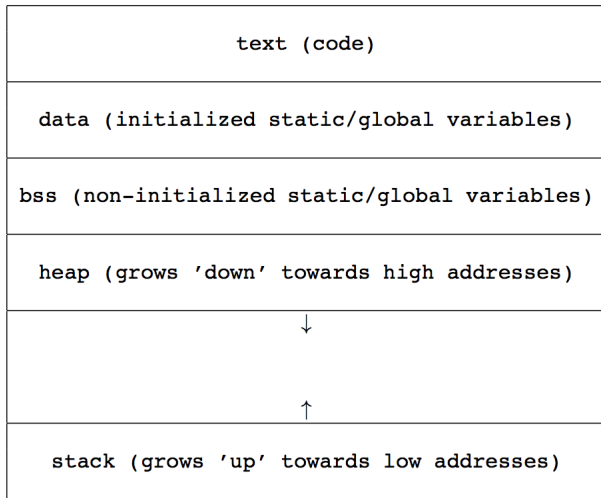 text (code)
data (initialized static/global variables)
bss (non-initialized static/global variables)
heap (grows ’down’ towards high addresses)
↓
↑
stack (grows ’up’ towards low addresses)